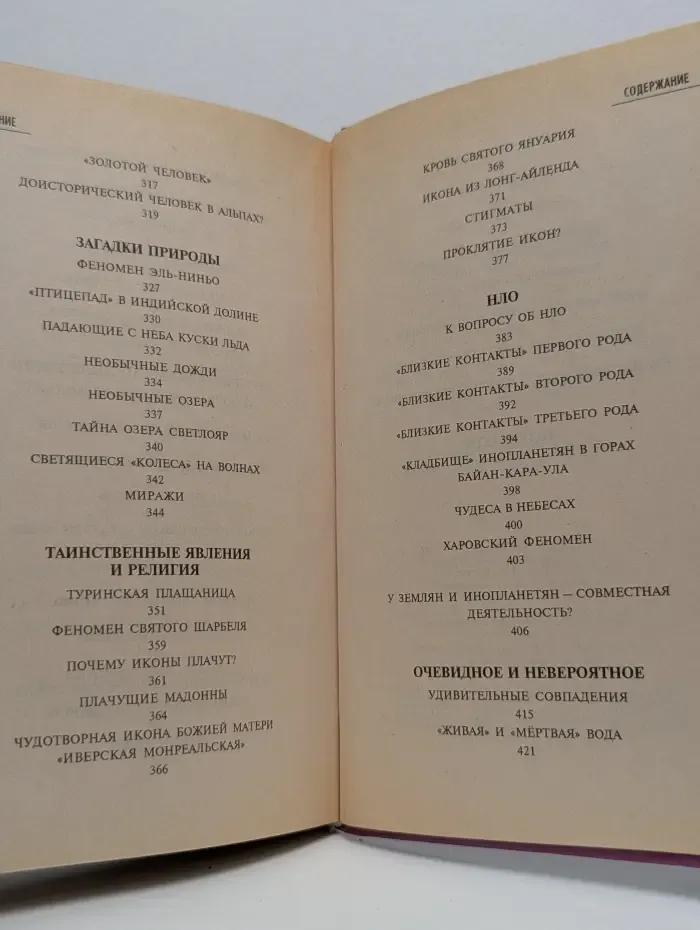 НИЕ
«ЗОЛОТОЙ ЧЕЛОВЕК»
317
ДОИСТОРИЧЕСКИЙ ЧЕЛОВЕК В АЛЬПАХ?
319
ЗАГАДКИ ПРИРОДЫ
ФЕНОМЕН ЭЛЬ-НИНЬО
327
«ПТИЦЕПАД» В ИНДИЙСКОЙ ДОЛИНЕ
330
ПАДАЮЩИЕ С НЕБА КУСКИ ЛЬДА
332
НЕОБЫЧНЫЕ ДОЖДИ
334
НЕОБЫЧНЫЕ ОЗЕРА
337
ТАЙНА ОЗЕРА СВЕТЛОЯР
340
СВЕТЯЩИЕСЯ «КОЛЕСА» НА ВОЛНАХ
342
МИРАЖИ
344
ТАИНСТВЕННЫЕ ЯВЛЕНИЯ
И РЕЛИГИЯ
ТУРИНСКАЯ ПЛАЩАНИЦА
351
ФЕНОМЕН СВЯТОГО ШАРБЕЛЯ
359
ПОЧЕМУ ИКОНЫ ПЛАЧУТ?
361
ПЛАЧУЩИЕ МАДОННЫ
364
ЧУДОТВОРНАЯ ИКОНА БОЖИЕЙ МАТЕРИ
«ИВЕРСКАЯ МОНРЕАЛЬСКАЯ»
366
СОДЕРЖАНИЕ
КРОВЬ СВЯТОГО ЯНУАРИЯ
368
ИКОНА ИЗ ЛОНГ-АЙЛЕНДА
371
СТИГМАТЫ
373
ПРОКЛЯТИЕ ИКОН?
377
НЛО
К ВОПРОСУ ОБ НЛО
383
«БЛИЗКИЕ КОНТАКТЫ» ПЕРВОГО РОДА
389
«БЛИЗКИЕ КОНТАКТЫ» ВТОРОГО РОДА
392
«БЛИЗКИЕ КОНТАКТЫ» ТРЕТЬЕГО РОДА
394
«КЛАДБИЩЕ» ИНОПЛАНЕТЯН В ГОРАХ
БАЙАН-КАРА-УЛА
398
ЧУДЕСА В НЕБЕСАХ
400
ХАРОВСКИЙ ФЕНОМЕН
403
У ЗЕМЛЯН И ИНОПЛАНЕТЯН — СОВМЕСТНАЯ
ДЕЯТЕЛЬНОСТЬ?
406
ОЧЕВИДНОЕ И НЕВЕРОЯТНОЕ
УДИВИТЕЛЬНЫЕ СОВПАДЕНИЯ
415
«ЖИВАЯ» И «МЁРТВАЯ» ВОДА
421